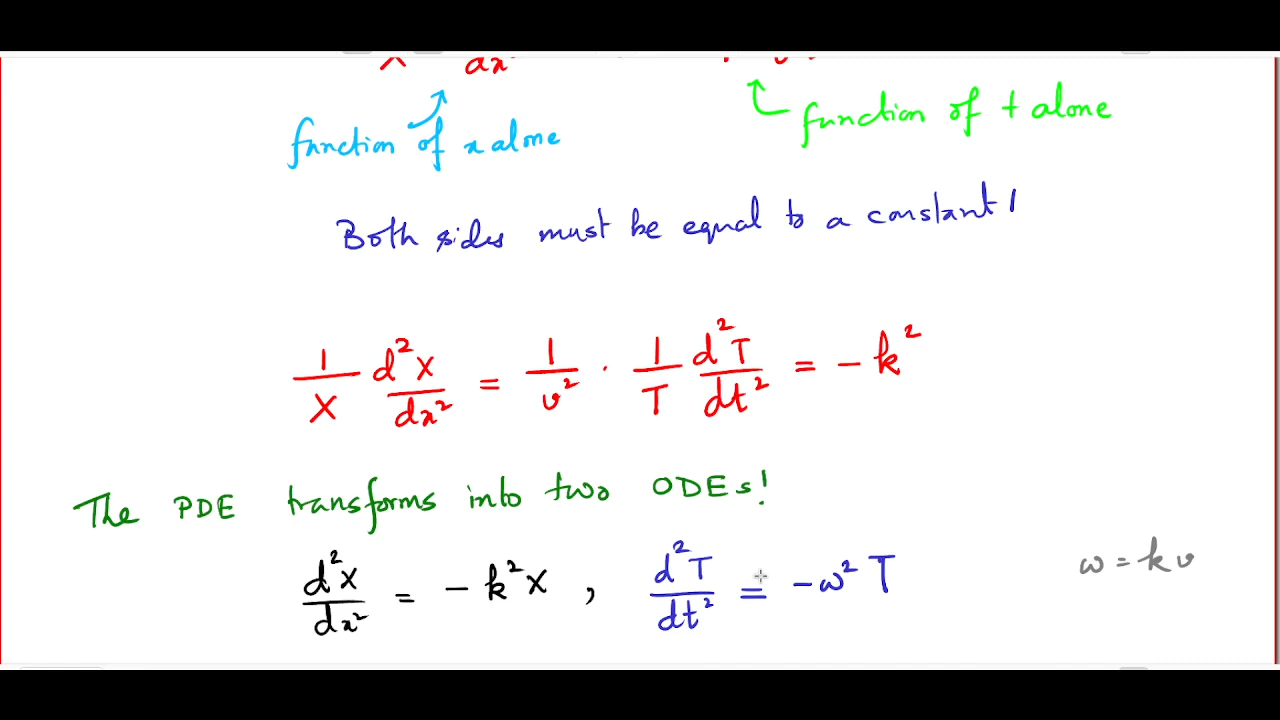 function of x alone
function of t alone
Both sides must be equal to a constant !
1/X d²X/dx² = 1/v² · 1/T d²T/dt² = -k²
The PDE transforms into two ODEs!
d²X/dx² = -k²X , d²T/dt² = -ω²T
ω = kv